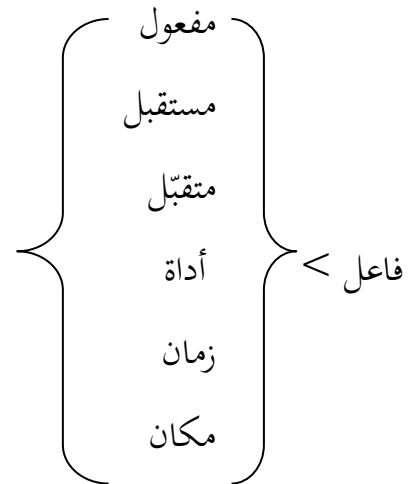 مفعول
مستقبل
متقبّل
أداة
فاعل >
زمان
مكان